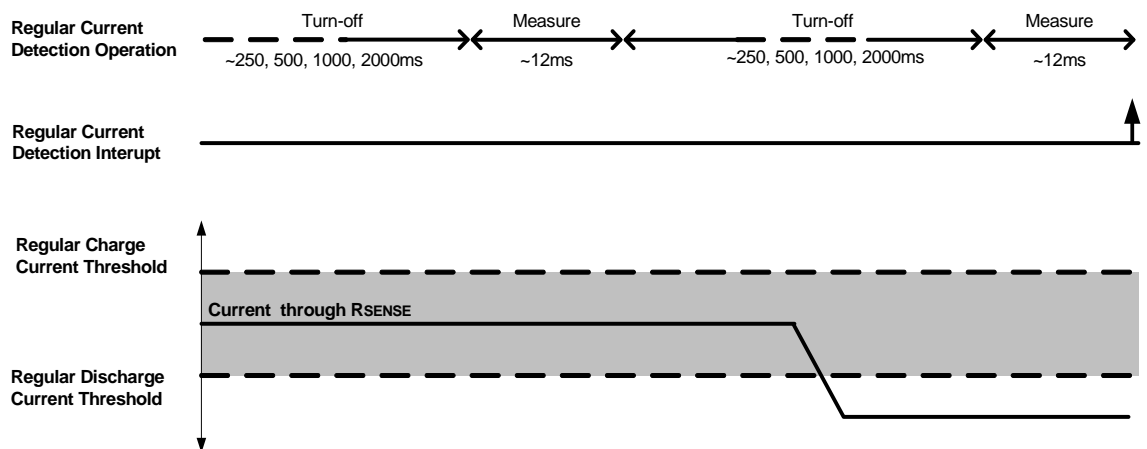 Regular Current
Detection Operation
Turn-off
Measure
Turn-off
Measure
~250, 500, 1000, 2000ms
~12ms
~250, 500, 1000, 2000ms
~12ms
Regular Current
Detection Interupt
Regular Charge
Current Threshold
Current through RSENSE
Regular Discharge
Current Threshold